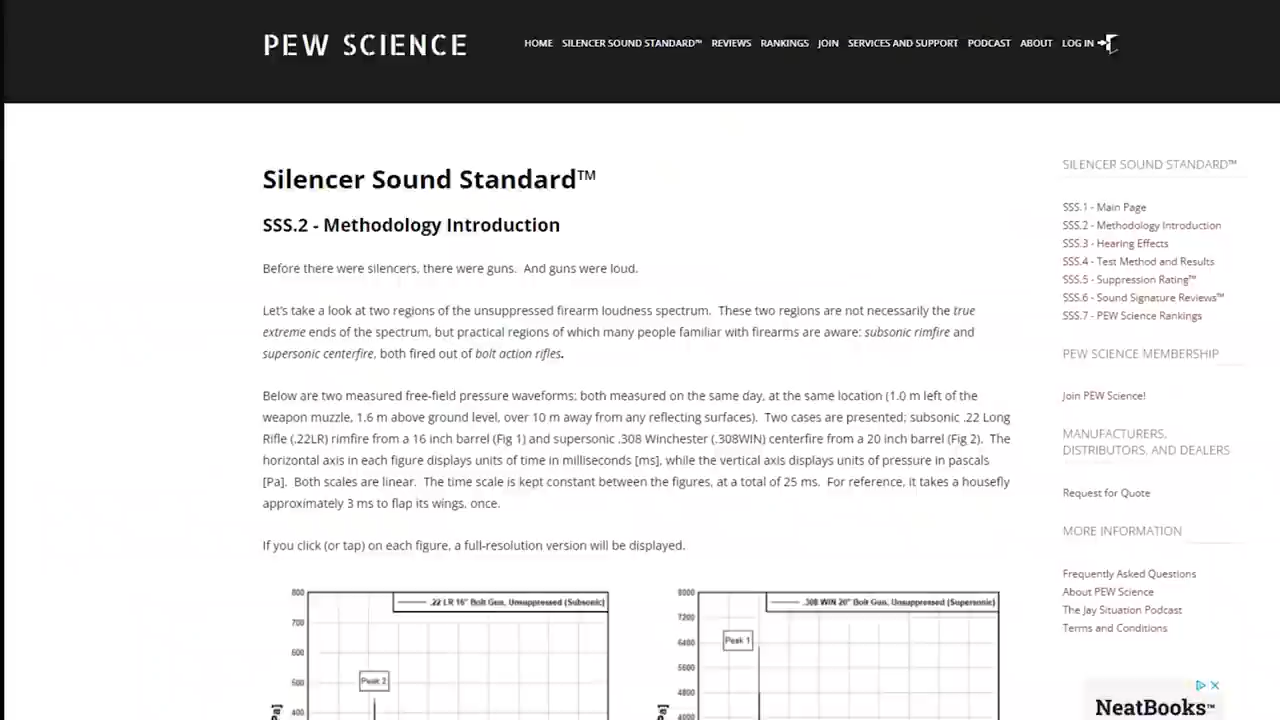 PEW SCIENCE
HOME SILENCER SOUND STANDARD™ REVIEWS RANKINGS JOIN SERVICES AND SUPPORT PODCAST ABOUT LOG IN
Silencer Sound Standard™
SSS.2 - Methodology Introduction
Before there were silencers, there were guns. And guns were loud.
Let's take a look at two regions of the unsuppressed firearm loudness spectrum. These two regions are not necessarily the true
extreme ends of the spectrum, but practical regions of which many people familiar with firearms are aware: subsonic rimfire and
supersonic centerfire, both fired out of bolt action rifles.
Below are two measured free-field pressure waveforms; both measured on the same day, at the same location (1.0 m left of the
weapon muzzle, 1.6 m above ground level, over 10 m away from any reflecting surfaces). Two cases are presented; subsonic .22 Long
Rifle (.22LR) rimfire from a 16 inch barrel (Fig 1) and supersonic .308 Winchester (.308WIN) centerfire from a 20 inch barrel (Fig 2). The
horizontal axis in each figure displays units of time in milliseconds [ms], while the vertical axis displays units of pressure in pascals
[Pa]. Both scales are linear. The time scale is kept constant between the figures, at a total of 25 ms. For reference, it takes a housefly
approximately 3 ms to flap its wings, once.
If you click (or tap) on each figure, a full-resolution version will be displayed.
800
.22 LR 16" Bolt Gun, Unsuppressed (Subsonic)
700
600
Peak 2
500
400
Pa]
8000
.308 WIN 20" Bolt Gun, Unsuppressed (Supersonic)
7200
Peak 1
6400
5600
4800
4000
Pa]
SILENCER SOUND STANDARD™
SSS.1 - Main Page
SSS.2 - Methodology Introduction
SSS.3 - Hearing Effects
SSS.4 - Test Method and Results
SSS.5 - Suppression Rating™
SSS.6 - Sound Signature Reviews™
SSS.7 - PEW Science Rankings
PEW SCIENCE MEMBERSHIP
Join PEW Science!
MANUFACTURERS,
DISTRIBUTORS, AND DEALERS
Request for Quote
MORE INFORMATION
Frequently Asked Questions
About PEW Science
The Jay Situation Podcast
Terms and Conditions
NeatBooks™